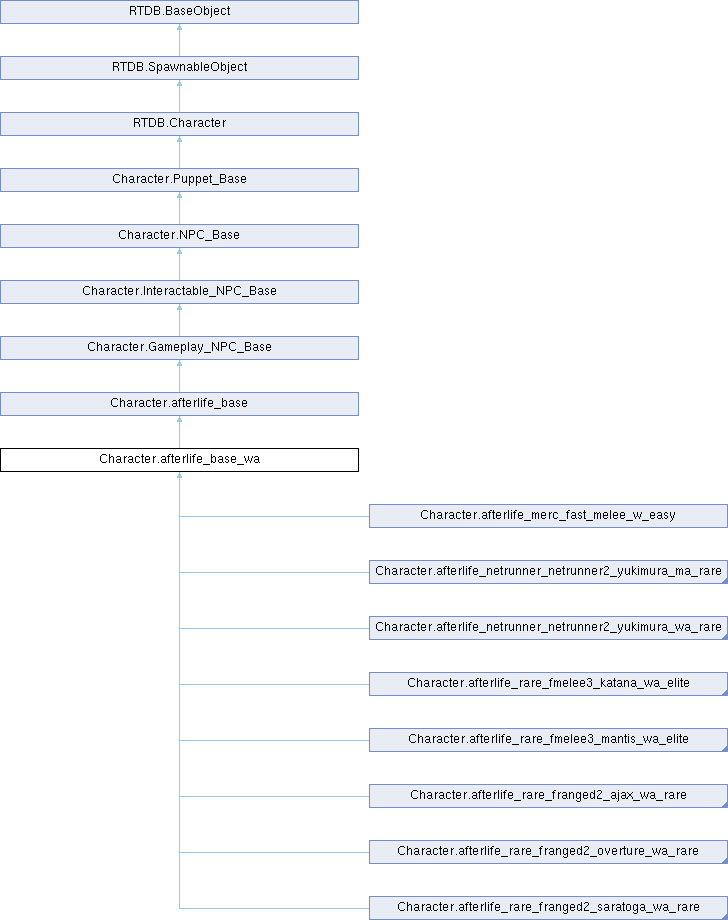 RTDB.BaseObject
RTDB.SpawnableObject
RTDB.Character
Character.Puppet_Base
Character.NPC_Base
Character.Interactable_NPC_Base
Character.Gameplay_NPC_Base
Character.afterlife_base
Character.afterlife_base_wa
Character.afterlife_merc_fast_melee_w_easy
Character.afterlife_netrunner_netrunner2_yukimura_ma_rare
Character.afterlife_netrunner_netrunner2_yukimura_wa_rare
Character.afterlife_rare_fmelee3_katana_wa_elite
Character.afterlife_rare_fmelee3_mantis_wa_elite
Character.afterlife_rare_franged2_ajax_wa_rare
Character.afterlife_rare_franged2_overture_wa_rare
Character.afterlife_rare_franged2_saratoga_wa_rare